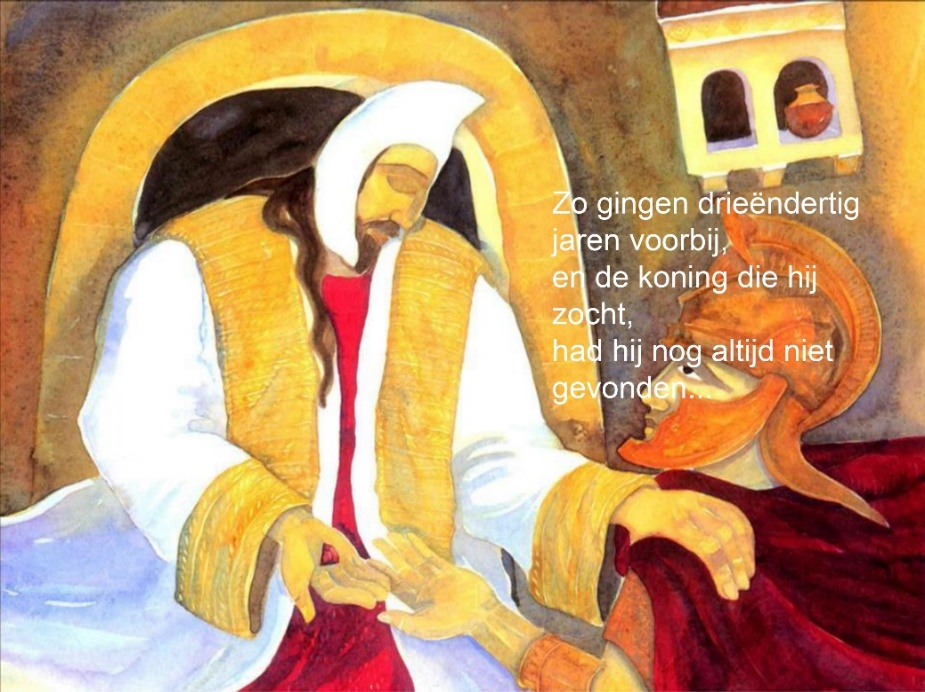 Zo gingen drieëndertig
jaren voorbij,
en de koning die hij
zocht,
had hij nog altijd niet
gevonden...